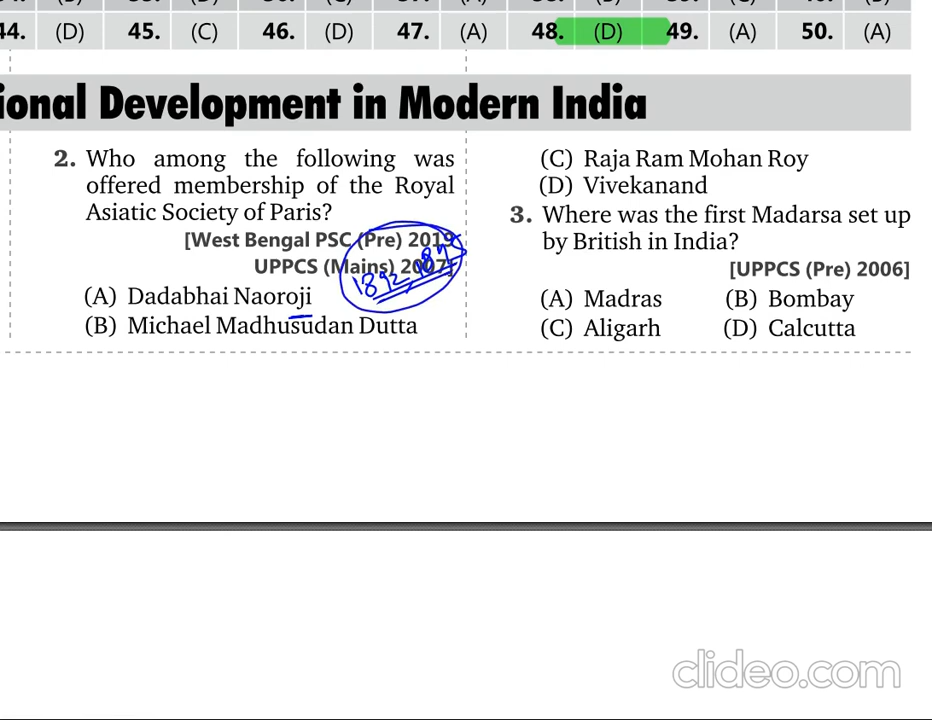 44. (D) 45. (C) 46. (D) 47. (A) 48. (D) 49. (A) 50. (A)
ional Development in Modern India
2. Who among the following was
offered membership of the Royal
Asiatic Society of Paris?
[West Bengal PSC (Pre) 2019
UPPCS (Mains) 2007]
1892,
(A) Dadabhai Naoroji
(B) Michael Madhusudan Dutta
(C) Raja Ram Mohan Roy
(D) Vivekanand
3. Where was the first Madarsa set up
by British in India?
[UPPCS (Pre) 2006]
(A) Madras (B) Bombay
(C) Aligarh (D) Calcutta
clideo.com